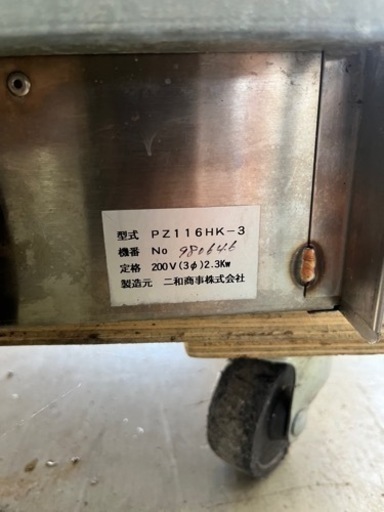 型式 PZ116HK-3
機番 No 980646
定格 200V(3φ)2.3Kw
製造元 二和商事株式会社